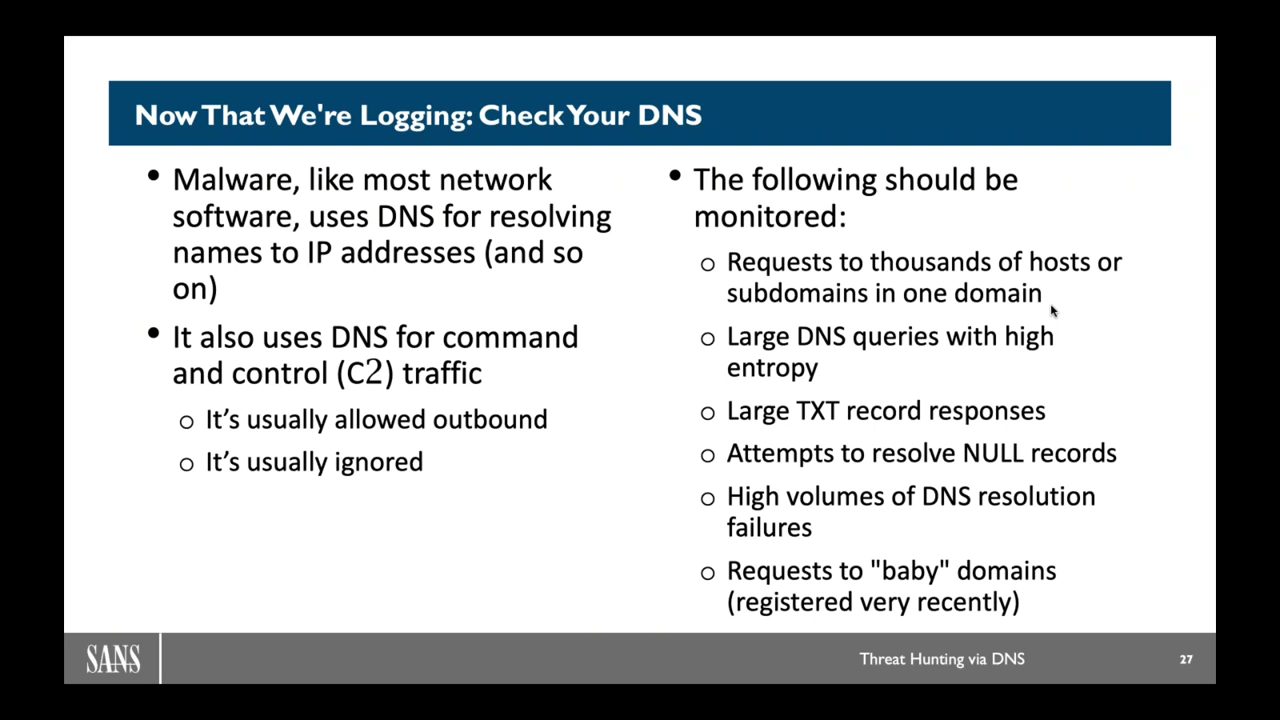 Now That We're Logging: Check Your DNS
• Malware, like most network
software, uses DNS for resolving
names to IP addresses (and so
on)
• It also uses DNS for command
and control (C2) traffic
o It’s usually allowed outbound
o It’s usually ignored
• The following should be
monitored:
o Requests to thousands of hosts or
subdomains in one domain
o Large DNS queries with high
entropy
o Large TXT record responses
o Attempts to resolve NULL records
o High volumes of DNS resolution
failures
o Requests to "baby" domains
(registered very recently)
SANS
Threat Hunting via DNS
27